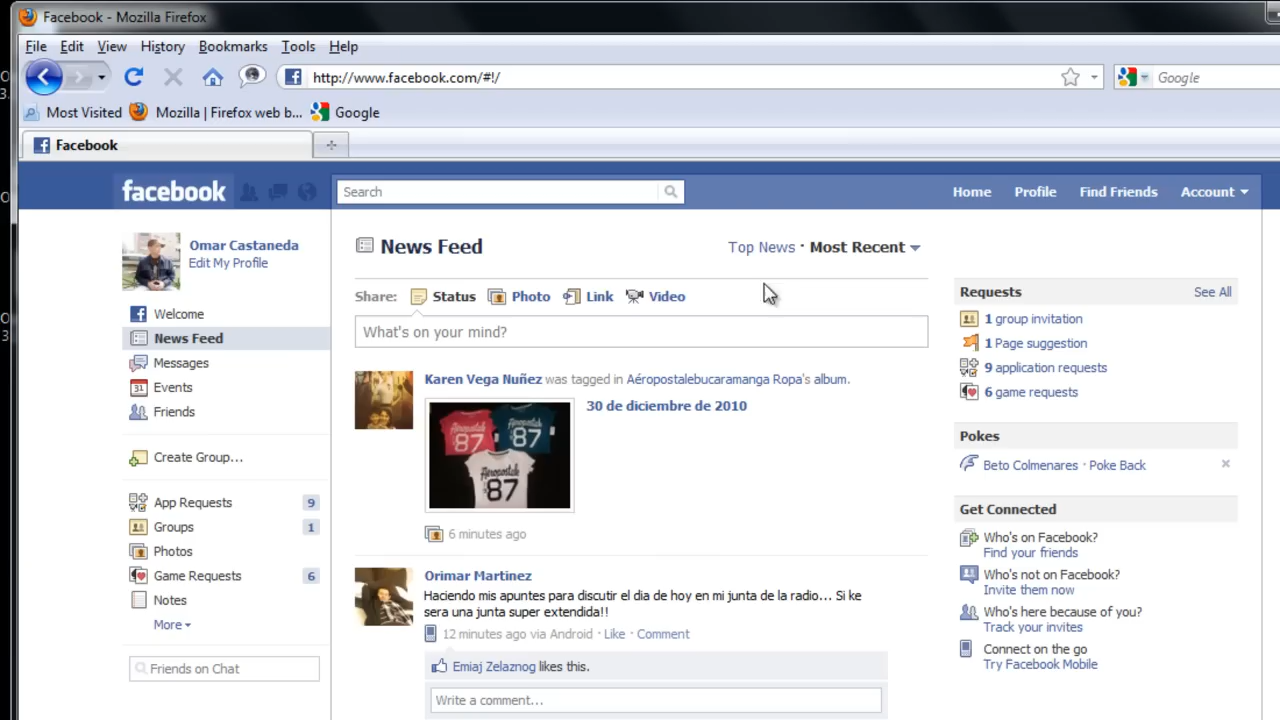 Facebook - Mozilla Firefox
File Edit View History Bookmarks Tools Help
http://www.facebook.com/#!/
Google
Most Visited Mozilla | Firefox web b... Google
Facebook
facebook
Search
Home Profile Find Friends Account
Omar Castaneda
Edit My Profile
Welcome
News Feed
Messages
31 Events
Friends
Create Group...
App Requests 9
Groups 1
Photos
Game Requests 6
Notes
More
Friends on Chat
News Feed
Top News · Most Recent
Share: Status Photo Link Video
What's on your mind?
Karen Vega Nuñez was tagged in Aéropostalebucaramanga Ropa's album.
30 de diciembre de 2010
Aéropostale
87
Aéropostale
87
Aéropostale
87
6 minutes ago
Orimar Martinez
Haciendo mis apuntes para discutir el dia de hoy en mi junta de la radio... Si ke
sera una junta super extendida!!
12 minutes ago via Android · Like · Comment
Emiaj Zelaznog likes this.
Write a comment...
Requests See All
1 group invitation
1 Page suggestion
9 application requests
6 game requests
Pokes
Beto Colmenares · Poke Back
Get Connected
Who's on Facebook?
Find your friends
Who's not on Facebook?
Invite them now
Who's here because of you?
Track your invites
Connect on the go
Try Facebook Mobile